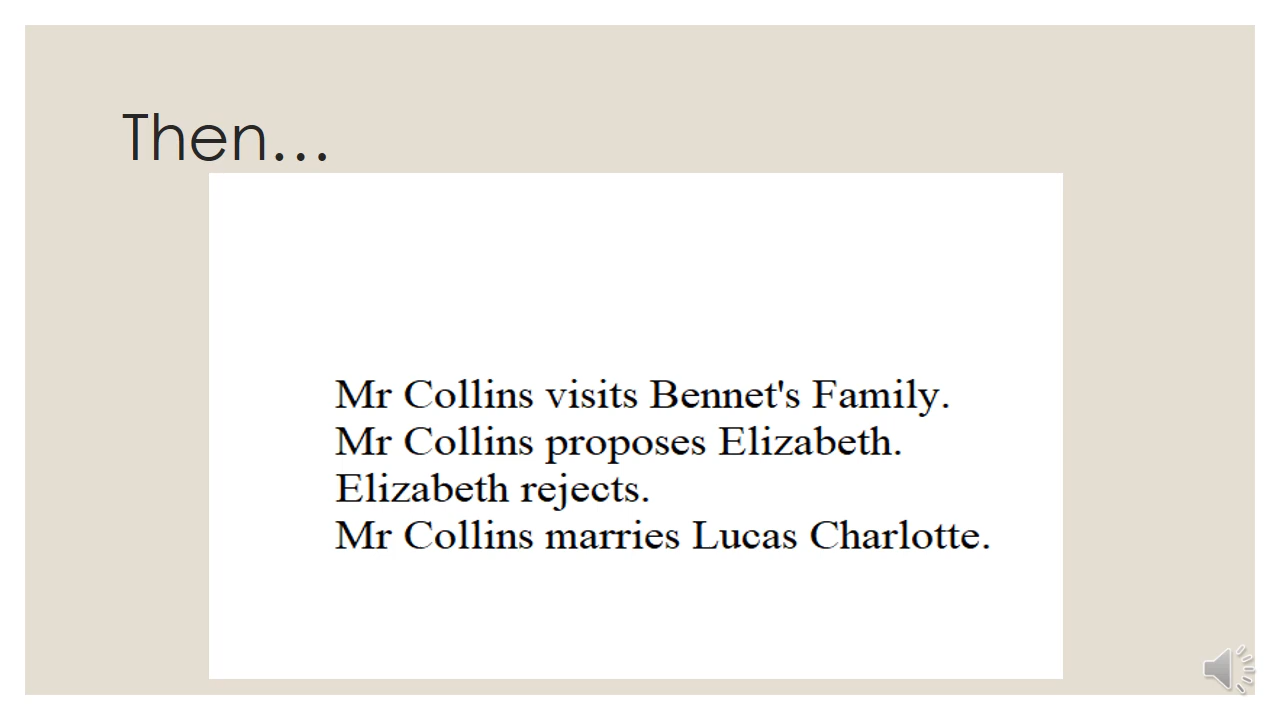 Then...
Mr Collins visits Bennet's Family.
Mr Collins proposes Elizabeth.
Elizabeth rejects.
Mr Collins marries Lucas Charlotte.